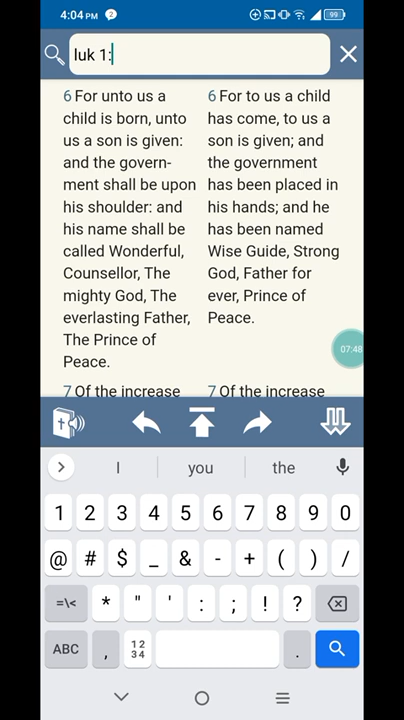 4:04 PM 2 99
luk 1:
6 For unto us a
child is born, unto
us a son is given:
and the govern-
ment shall be upon
his shoulder: and
his name shall be
called Wonderful,
Counsellor, The
mighty God, The
everlasting Father,
The Prince of
Peace.
7 Of the increase
6 For to us a child
has come, to us a
son is given; and
the government
has been placed in
his hands; and he
has been named
Wise Guide, Strong
God, Father for
ever, Prince of
Peace.
7 Of the increase
07:48
I you the
1 2 3 4 5 6 7 8 9 0
@ # $ _ & - + ( ) /
=\< * " ' : ; ! ?
ABC , 12 .
34